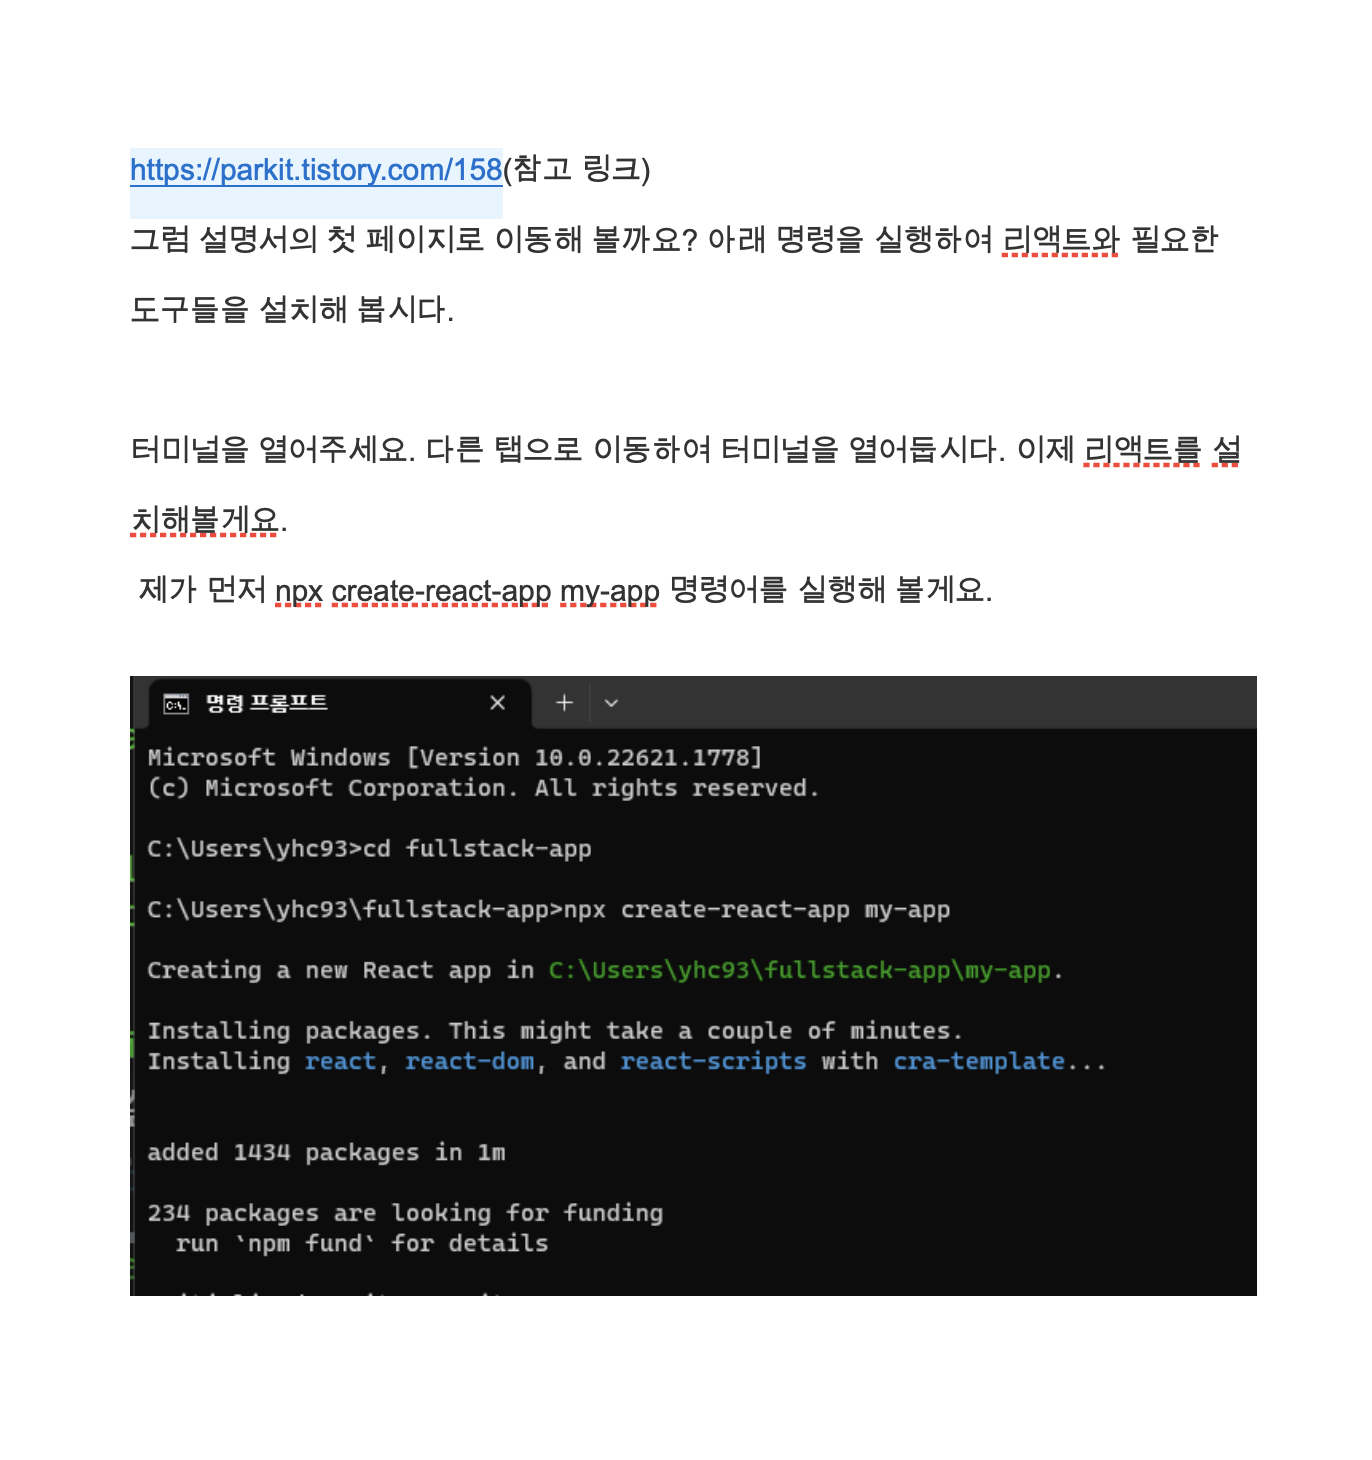 https://parkit.tistory.com/158(참고 링크)
그럼 설명서의 첫 페이지로 이동해 볼까요? 아래 명령을 실행하여 리액트와 필요한
도구들을 설치해 봅시다.
터미널을 열어주세요. 다른 탭으로 이동하여 터미널을 열어둡시다. 이제 리액트를 설
치해볼게요.
제가 먼저 npx create-react-app my-app 명령어를 실행해 볼게요.
명령 프롬프트
Microsoft Windows [Version 10.0.22621.1778]
(c) Microsoft Corporation. All rights reserved.
C:\Users\yhc93>cd fullstack-app
C:\Users\yhc93\fullstack-app>npx create-react-app my-app
Creating a new React app in C:\Users\yhc93\fullstack-app\my-app.
Installing packages. This might take a couple of minutes.
Installing react, react-dom, and react-scripts with cra-template...
added 1434 packages in 1m
234 packages are looking for funding
run `npm fund` for details